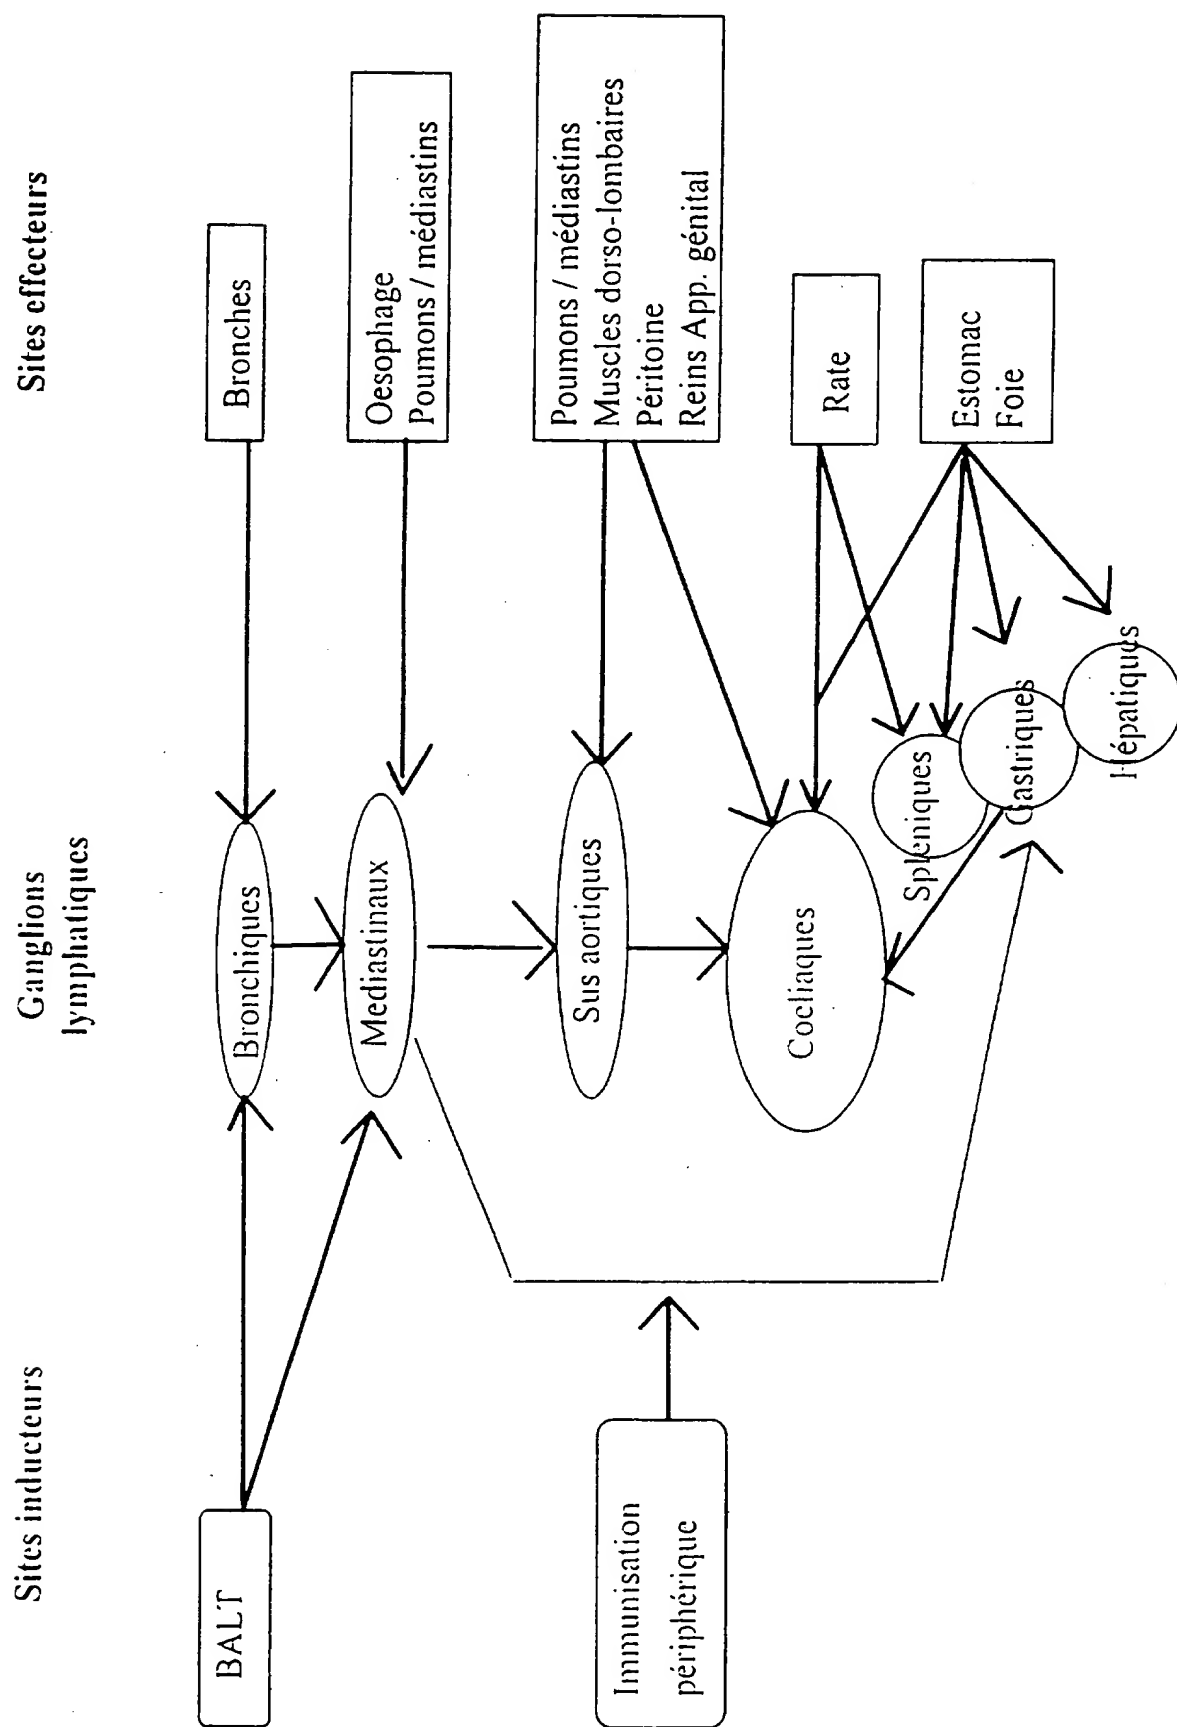 Sites inducteurs
Ganglions
lymphatiques
Sites effecteurs
BALT
Bronchiques
Bronches
Mediastinaux
Oesophage
Poumons / médiastins
Immunisation
périphérique
Sus aortiques
Poumons / médiastins
Muscles dorso-lombaires
Péritoine
Reins App. génital
Coeliaques
Rate
Spleniques
Gastriques
Hépatiques
Estomac
Foie